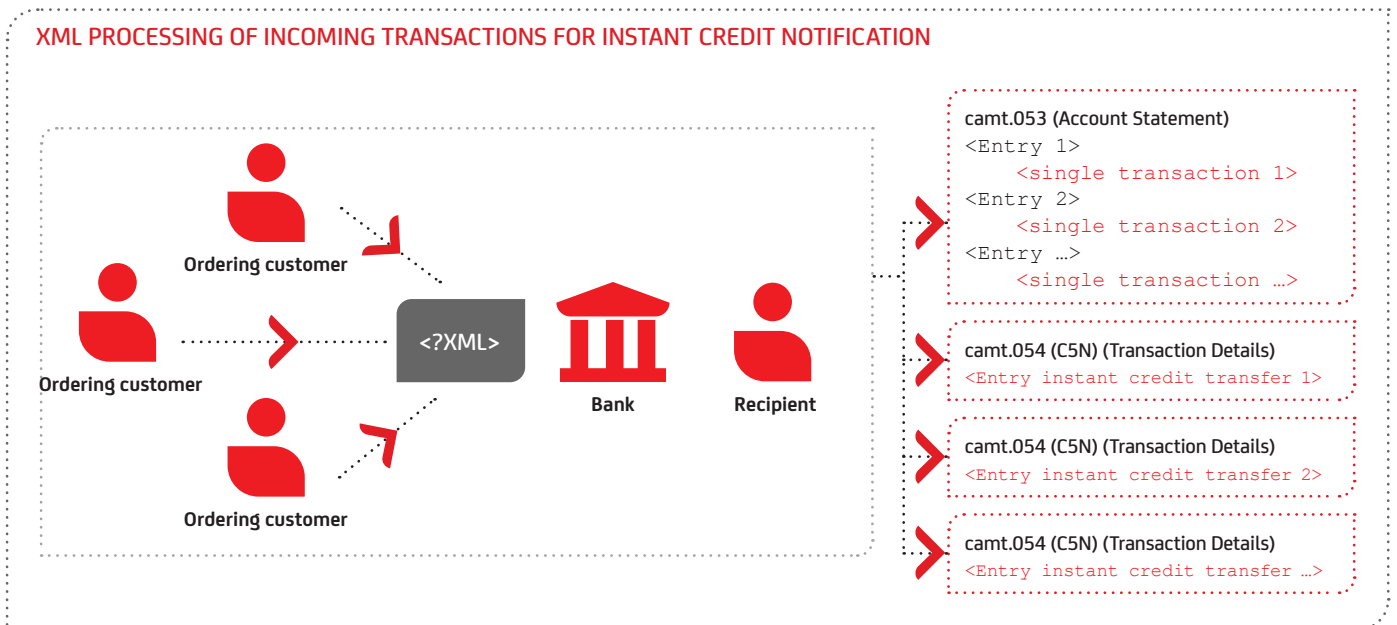 XML PROCESSING OF INCOMING TRANSACTIONS FOR INSTANT CREDIT NOTIFICATION
Ordering customer
Ordering customer
Ordering customer
<?XML>
Bank
Recipient
camt.053 (Account Statement)
<Entry 1>
<single transaction 1>
<Entry 2>
<single transaction 2>
<Entry …>
<single transaction …>
camt.054 (C5N) (Transaction Details)
<Entry instant credit transfer 1>
camt.054 (C5N) (Transaction Details)
<Entry instant credit transfer 2>
camt.054 (C5N) (Transaction Details)
<Entry instant credit transfer …>